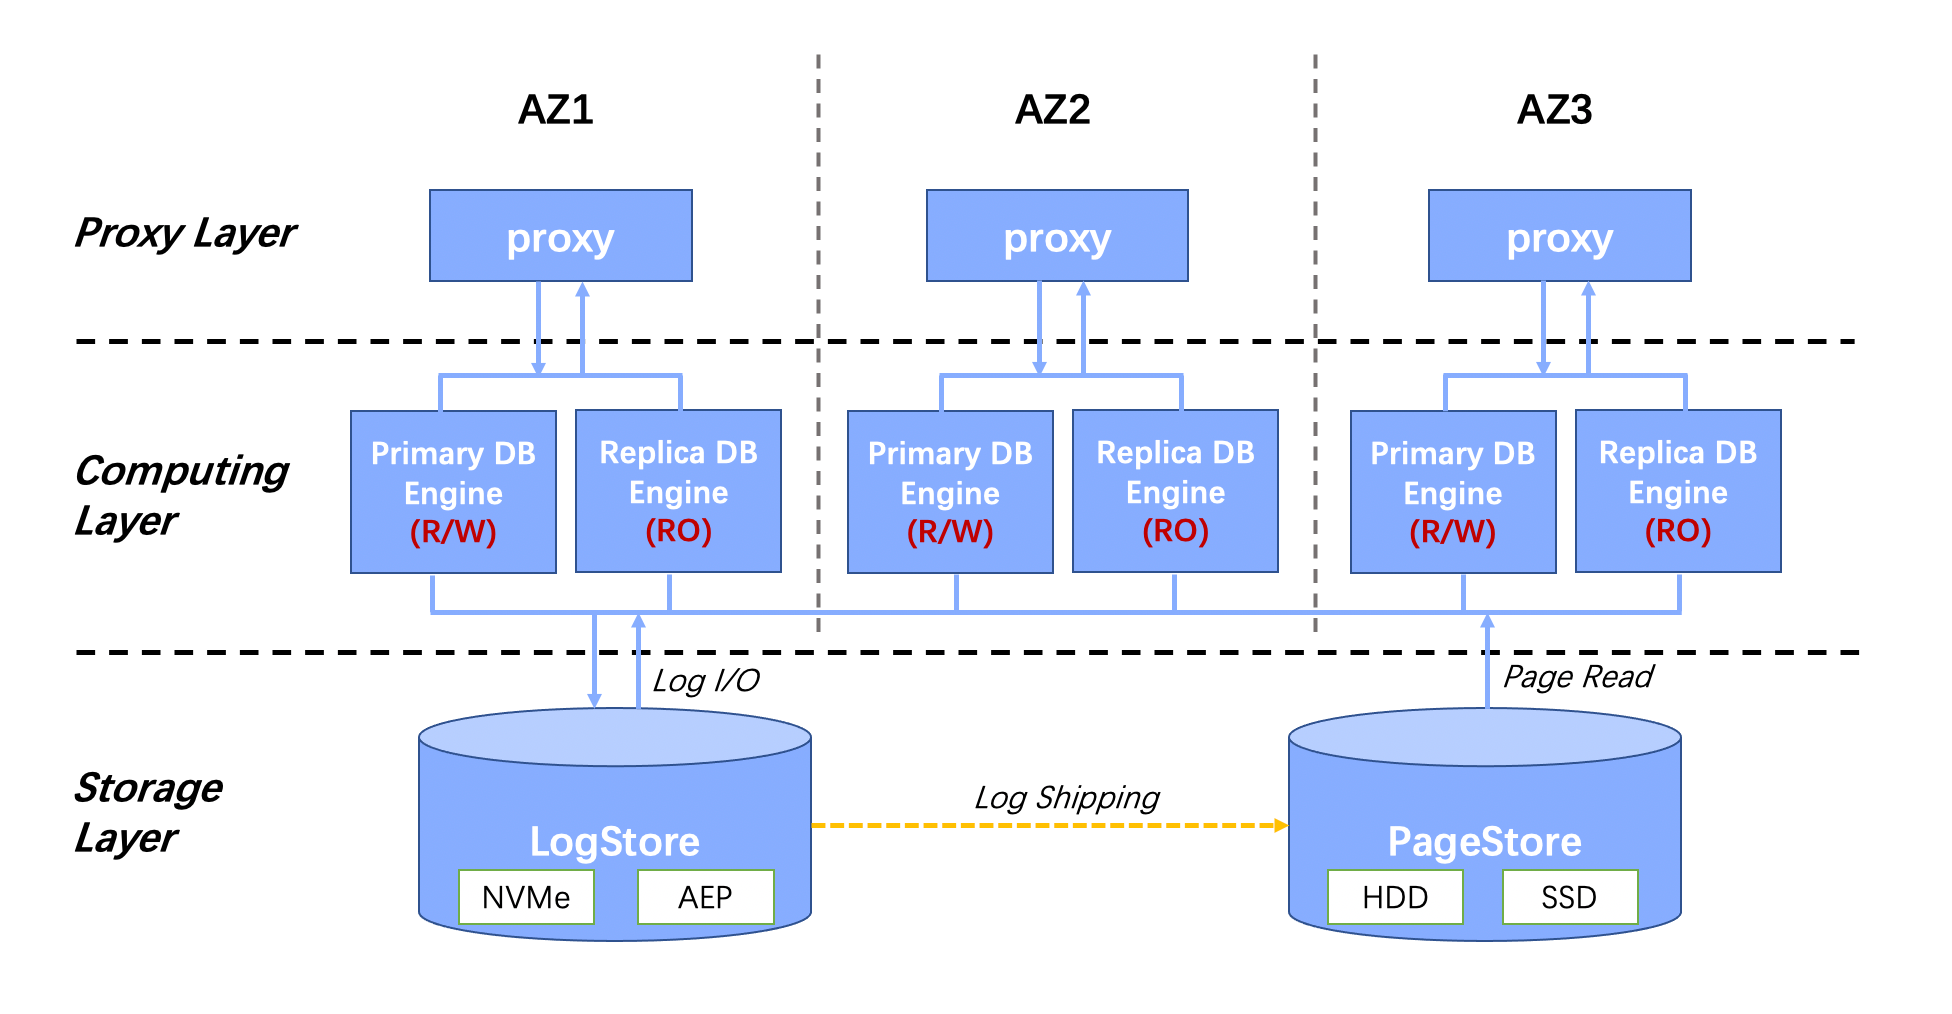 AZ1
AZ2
AZ3
Proxy Layer
proxy
proxy
proxy
Computing
Layer
Primary DB
Engine
(R/W)
Replica DB
Engine
(RO)
Primary DB
Engine
(R/W)
Replica DB
Engine
(RO)
Primary DB
Engine
(R/W)
Replica DB
Engine
(RO)
Log I/O
Page Read
Storage
Layer
LogStore
NVMe
AEP
Log Shipping
PageStore
HDD
SSD